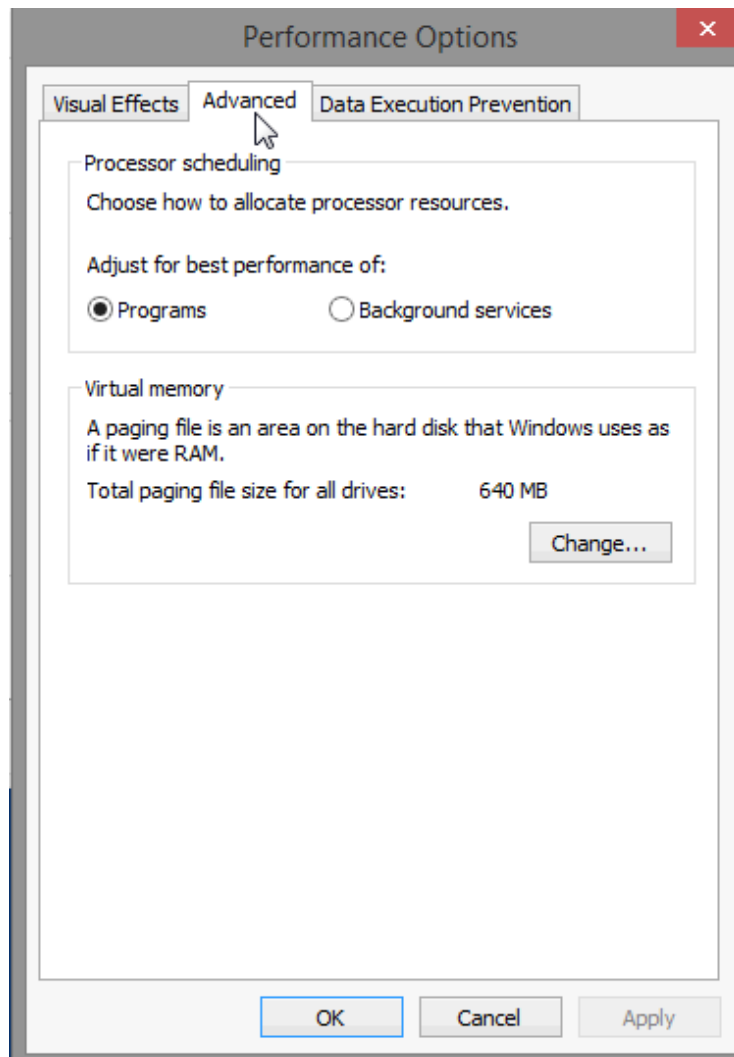 Performance Options
Visual Effects Advanced Data Execution Prevention
Processor scheduling
Choose how to allocate processor resources.
Adjust for best performance of:
Programs Background services
Virtual memory
A paging file is an area on the hard disk that Windows uses as
if it were RAM.
Total paging file size for all drives: 640 MB
Change...
OK Cancel Apply